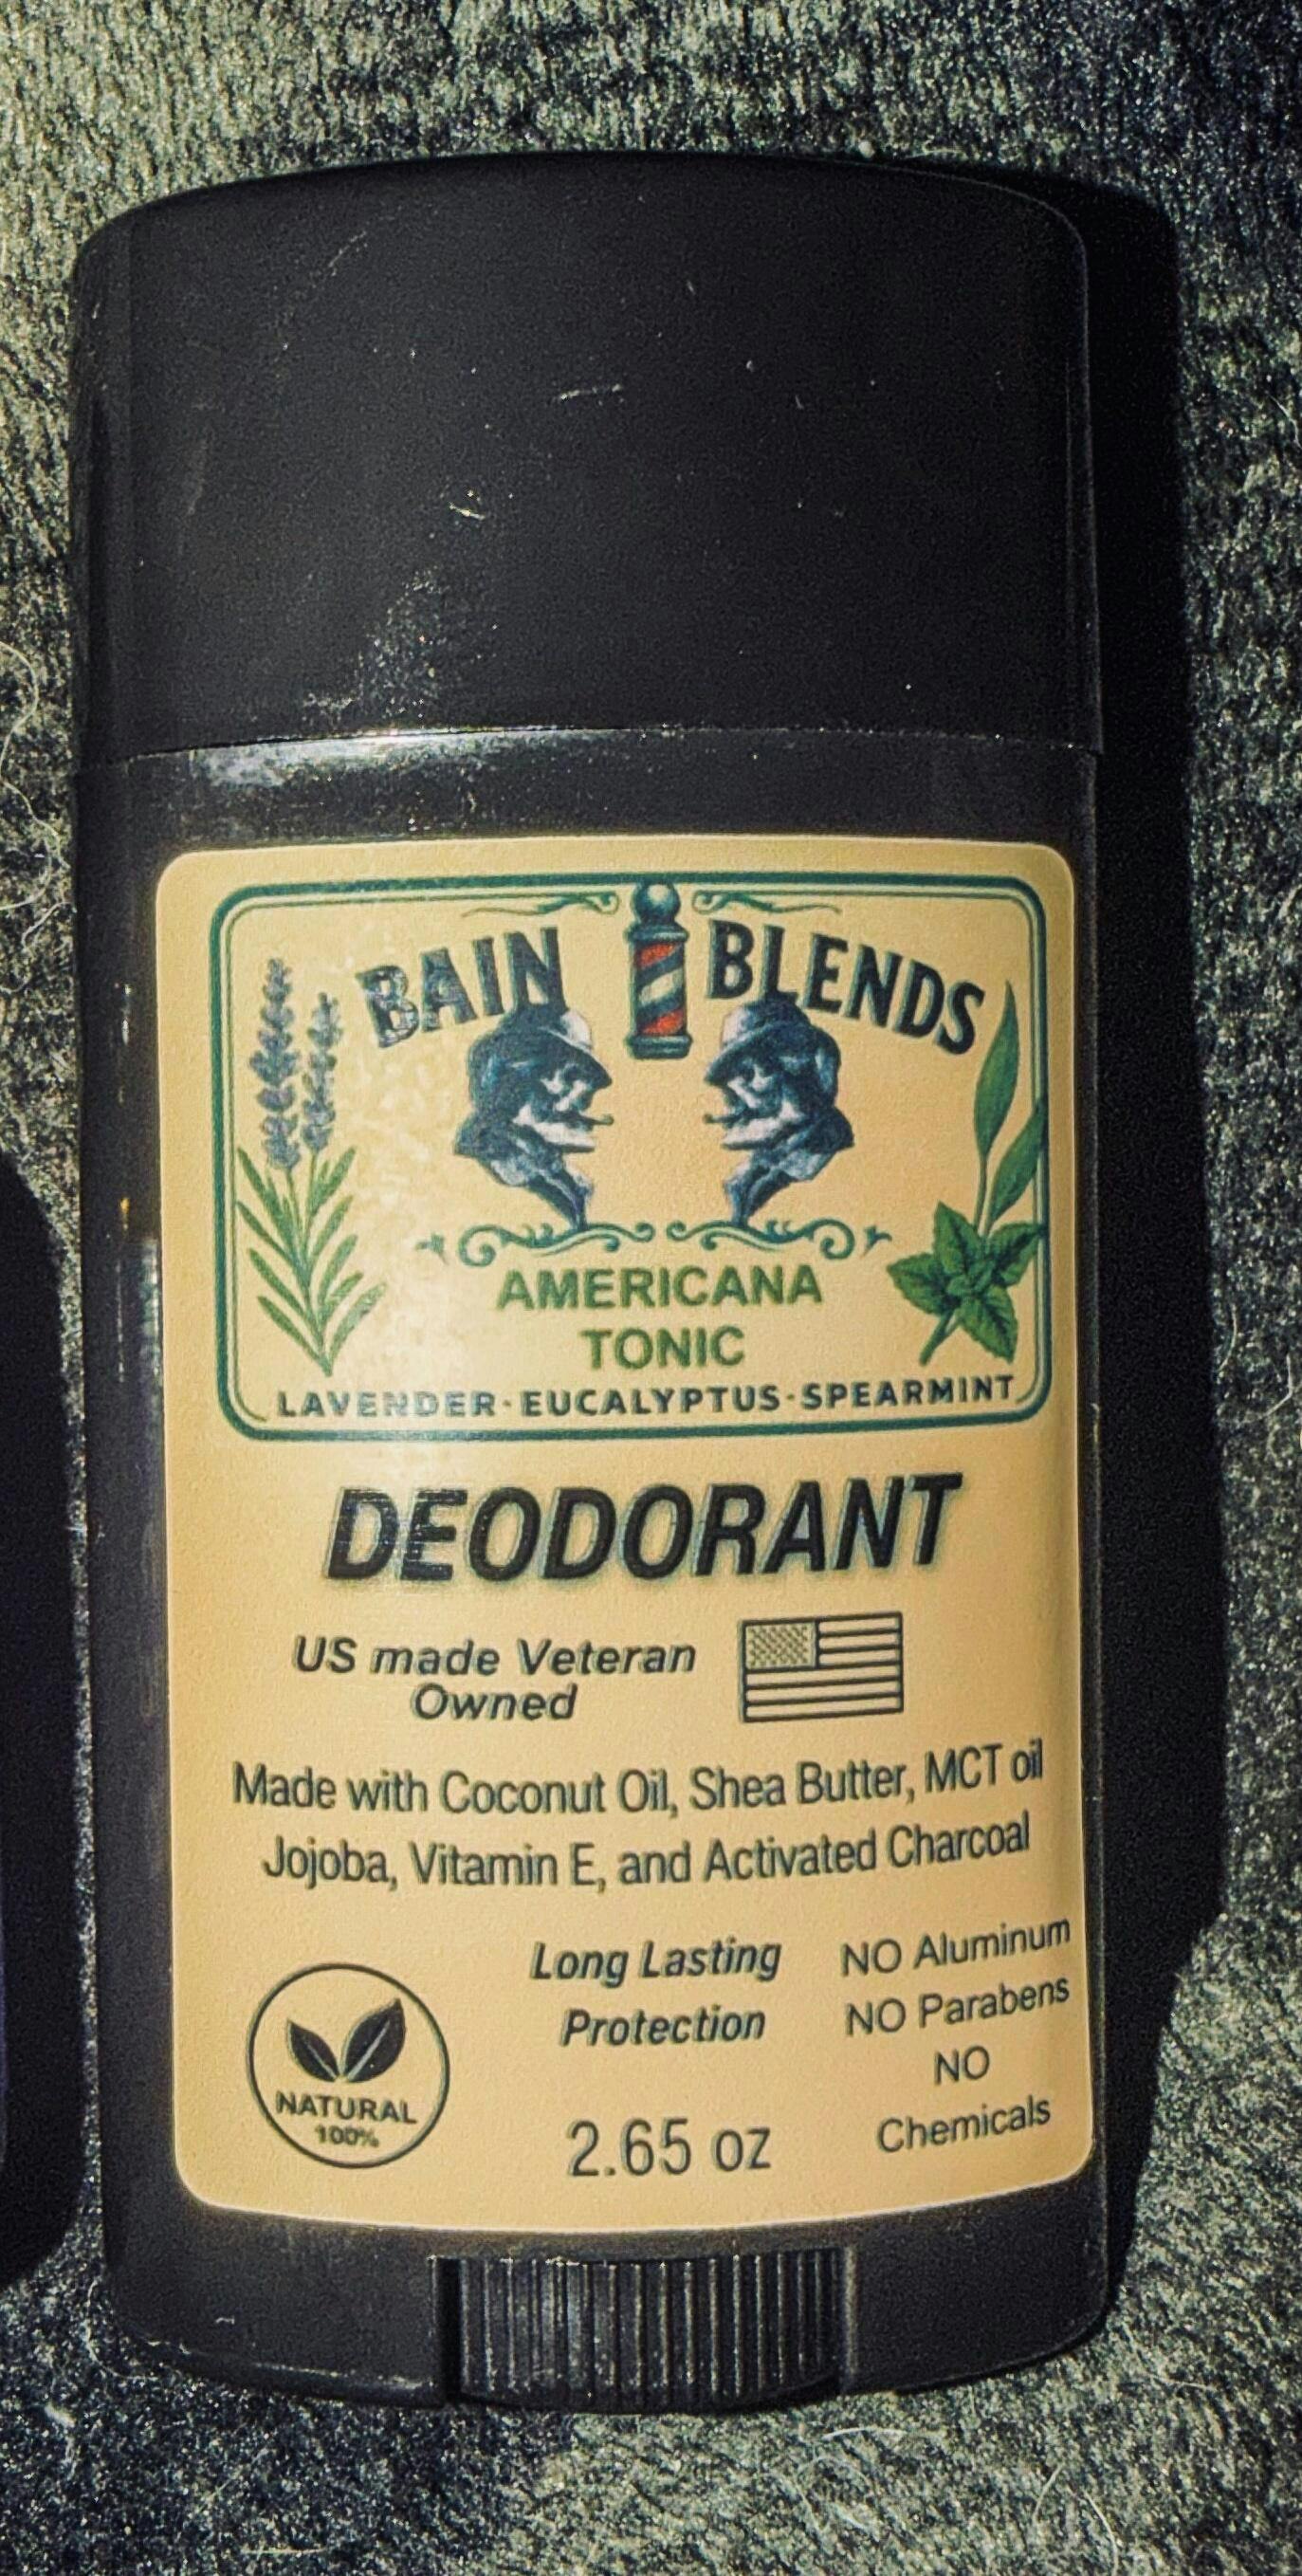 BAIN BLENDS
AMERICANA
TONIC
LAVENDER·EUCALYPTUS·SPEARMINT
DEODORANT
US made Veteran
Owned
Made with Coconut Oil, Shea Butter, MCT oil
Jojoba, Vitamin E, and Activated Charcoal
Long Lasting
Protection
2.65 oz
NO Aluminum
NO Parabens
NO
Chemicals
NATURAL
100%